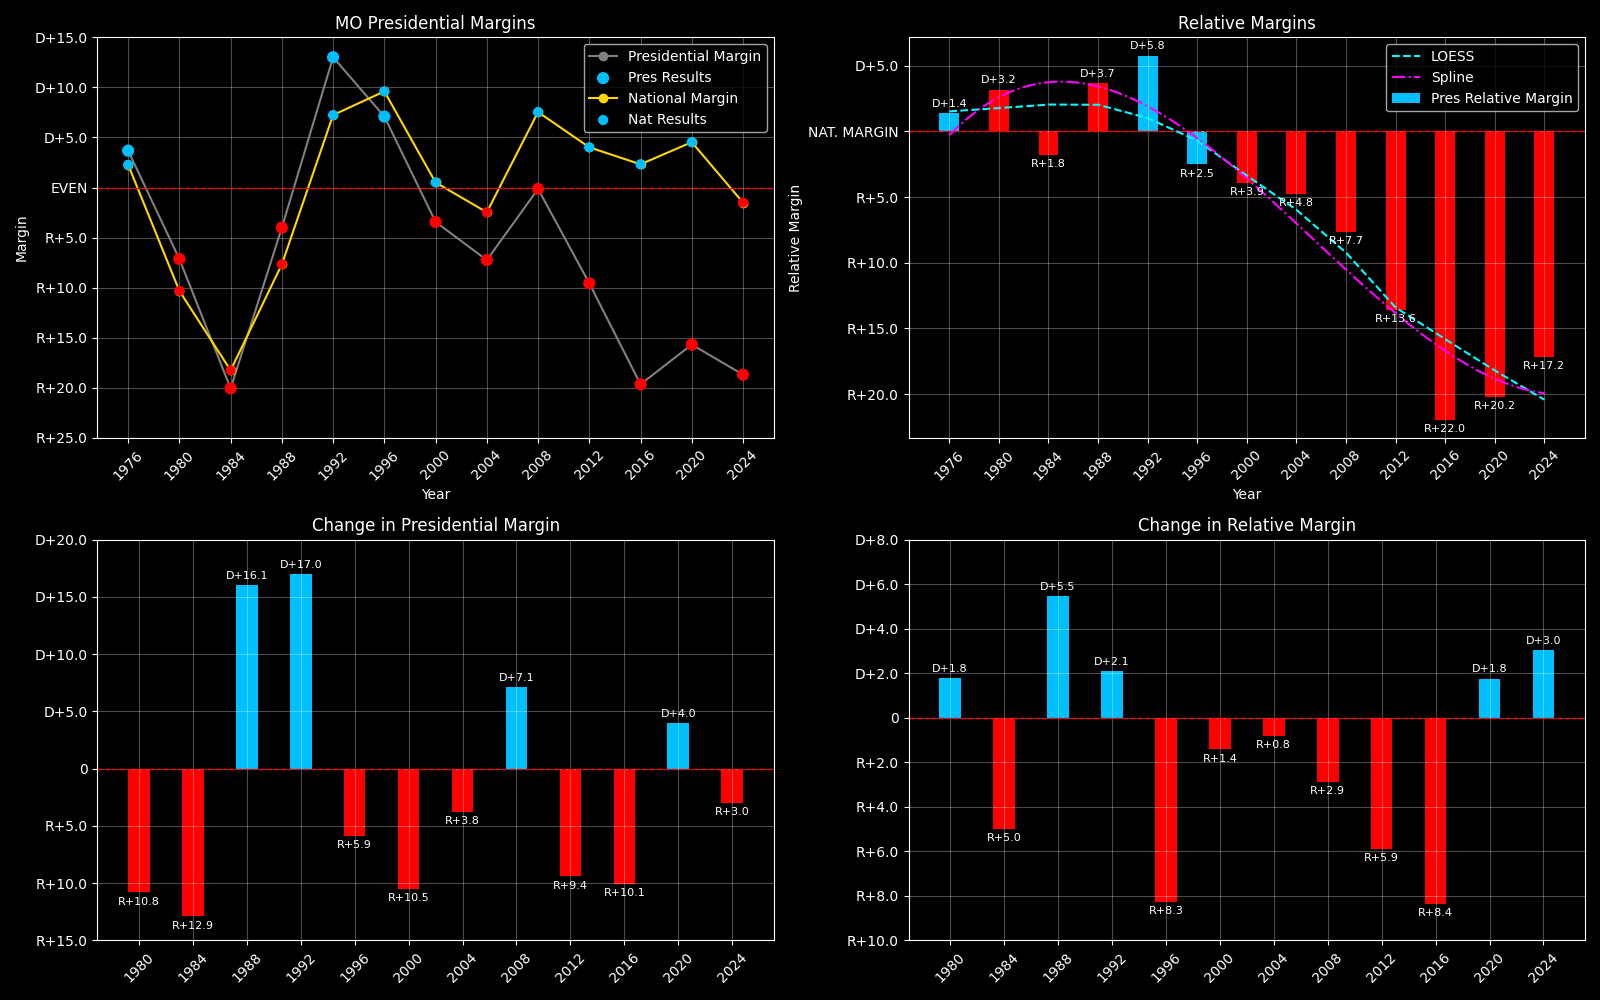 MO Presidential Margins
D+15.0
D+10.0
D+5.0
EVEN
R+5.0
R+10.0
R+15.0
R+20.0
R+25.0
Margin
Presidential Margin
Pres Results
National Margin
Nat Results
1976
1980
1984
1988
1992
1996
2000
2004
2008
2012
2016
2020
2024
Year
Relative Margins
D+5.0
NAT. MARGIN
R+5.0
R+10.0
R+15.0
R+20.0
Relative Margin
LOESS
Spline
Pres Relative Margin
D+1.4
D+3.2
R+1.8
D+3.7
D+5.8
R+2.5
R+3.9
R+4.8
R+7.7
R+13.6
R+22.0
R+20.2
R+17.2
1976
1980
1984
1988
1992
1996
2000
2004
2008
2012
2016
2020
2024
Year
Change in Presidential Margin
D+20.0
D+15.0
D+10.0
D+5.0
0
R+5.0
R+10.0
R+15.0
R+10.8
R+12.9
D+16.1
D+17.0
R+5.9
R+10.5
R+3.8
D+7.1
R+9.4
R+10.1
D+4.0
R+3.0
1980
1984
1988
1992
1996
2000
2004
2008
2012
2016
2020
2024
Change in Relative Margin
D+8.0
D+6.0
D+4.0
D+2.0
0
R+2.0
R+4.0
R+6.0
R+8.0
R+10.0
D+1.8
R+5.0
D+5.5
D+2.1
R+8.3
R+1.4
R+0.8
R+2.9
R+5.9
R+8.4
D+1.8
D+3.0
1980
1984
1988
1992
1996
2000
2004
2008
2012
2016
2020
2024